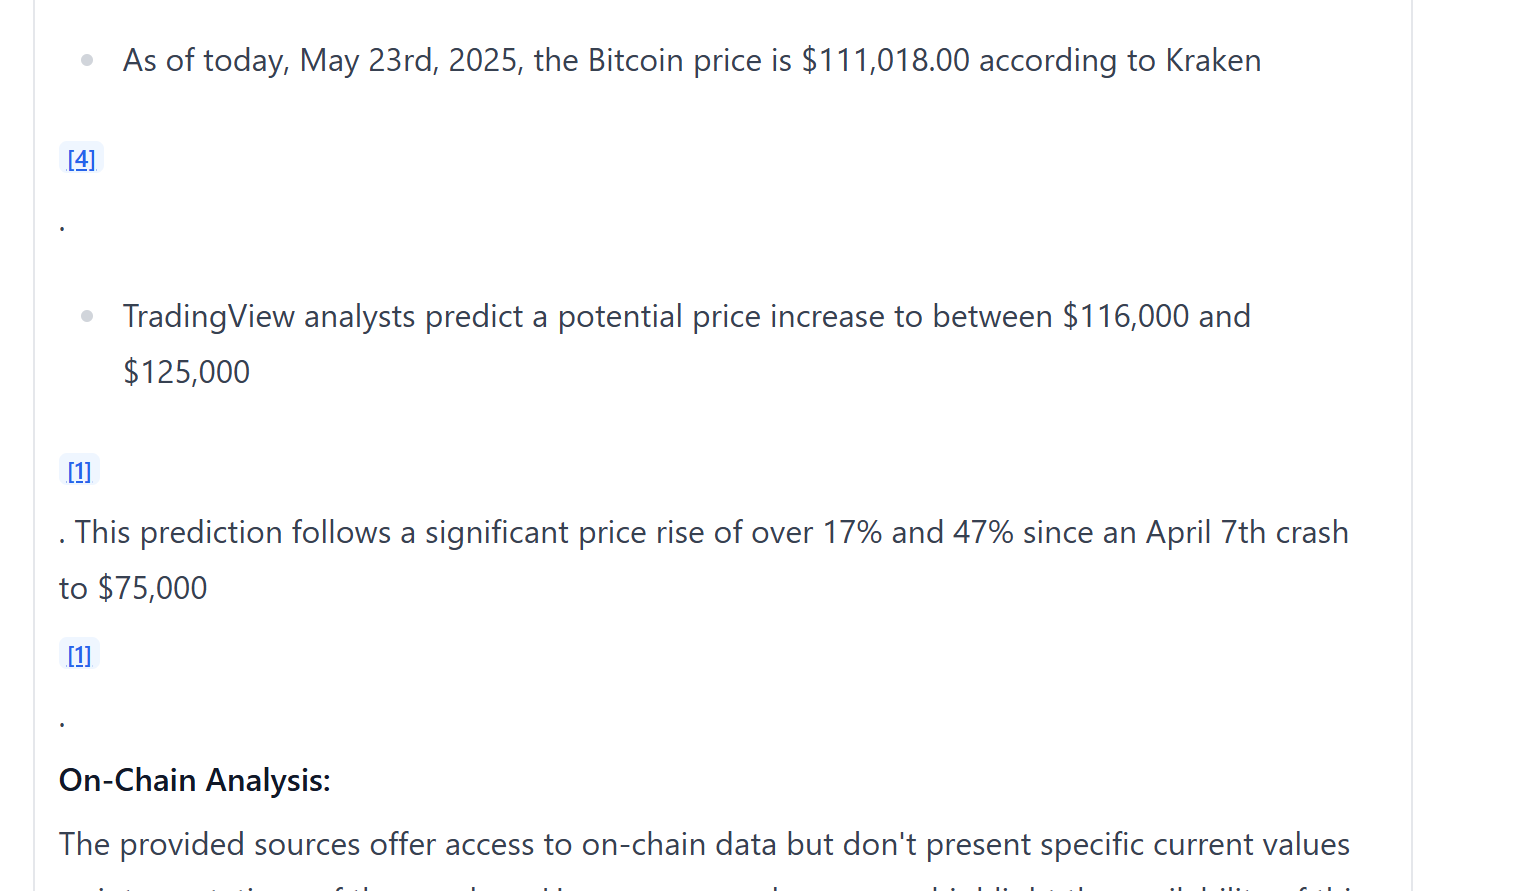 As of today, May 23rd, 2025, the Bitcoin price is $111,018.00 according to Kraken
[4]
.
TradingView analysts predict a potential price increase to between $116,000 and
$125,000
[1]
. This prediction follows a significant price rise of over 17% and 47% since an April 7th crash
to $75,000
[1]
.
On-Chain Analysis:
The provided sources offer access to on-chain data but don't present specific current values